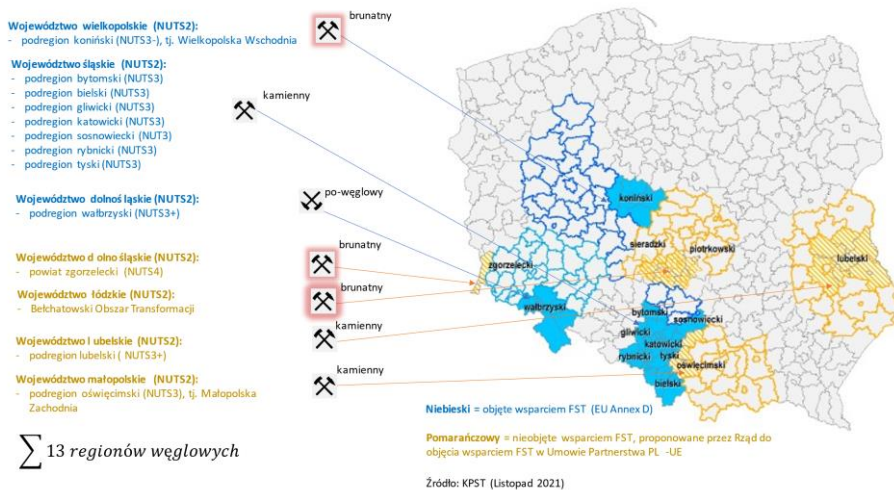 Województwo wielkopolskie (NUTS2):
- podregion koniński (NUTS3-), tj. Wielkopolska Wschodnia
Województwo śląskie (NUTS2):
- podregion bytomski (NUTS3)
- podregion bielski (NUTS3)
- podregion gliwicki (NUTS3)
- podregion katowicki (NUTS3)
- podregion sosnowiecki (NUT3)
- podregion rybnicki (NUTS3)
- podregion tyski (NUTS3)
Województwo dolnoś ląskie (NUTS2):
- podregion wałbrzyski (NUTS3+)
Województwo d olno śląskie (NUTS2):
- powiat zgorzelecki (NUTS4)
Województwo łódzkie (NUTS2):
- Bełchatowski Obszar Transformacji
Województwo l ubelskie (NUTS2):
- podregion lubelski ( NUTS3+)
Województwo małopolskie (NUTS2):
- podregion oświęcimski (NUTS3), tj. Małopolska
Zachodnia
∑ 13 regionów węglowych
brunatny
kamienny
po-węglowy
brunatny
brunatny
kamienny
kamienny
koniński
sieradzki
piotrkowski
lubelski
zgorzelecki
wałbrzyski
bytomski
sosnowiecki
gliwicki
katowicki
rybnicki
tyski
oświęcimski
bielski
Niebieski = objęte wsparciem FST (EU Annex D)
Pomarańczowy = nieobjęte wsparciem FST, proponowane przez Rząd do
objęcia wsparciem FST w Umowie Partnerstwa PL -UE
Źródło: KPST (Listopad 2021)